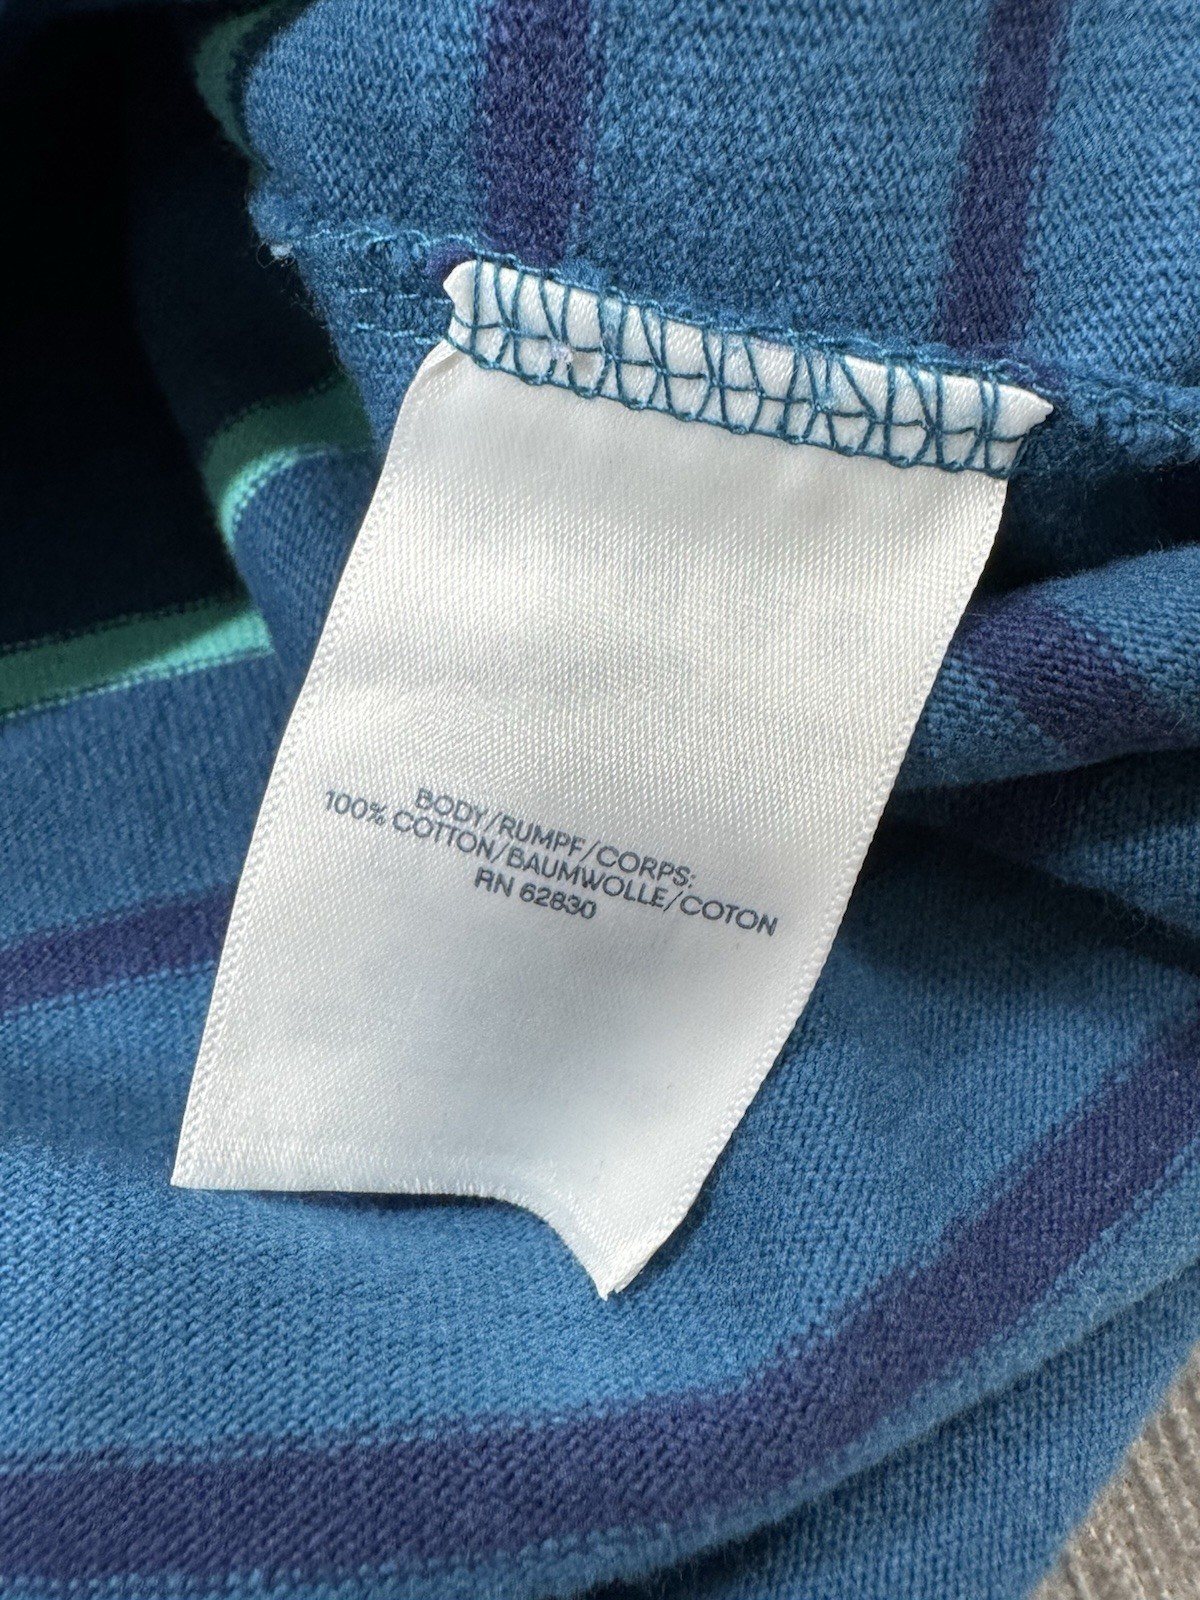 BODY/RUMPF/CORPS:
100% COTTON/BAUMWOLLE/COTON
RN 62830